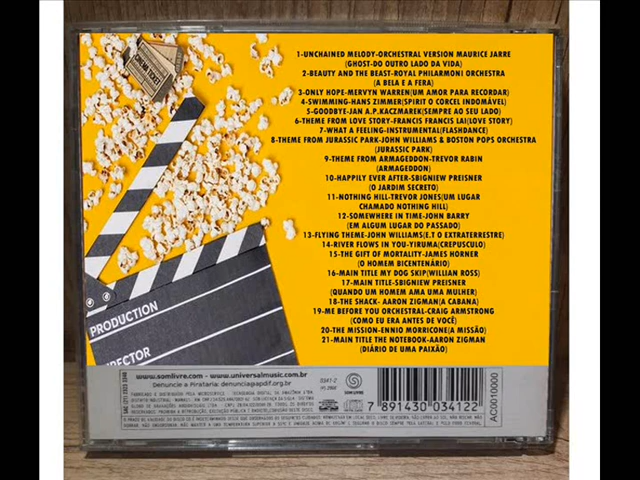 CINEMA TICKET
1-UNCHAINED MELODY-ORCHESTRAL VERSION MAURICE JARRE
(GHOST-DO OUTRO LADO DA VIDA)
2-BEAUTY AND THE BEAST-ROYAL PHILARMONI ORCHESTRA
(A BELA E A FERA)
3-ONLY HOPE-MERVYN WARREN(UM AMOR PARA RECORDAR)
4-SWIMMING-HANS ZIMMER(SPIRIT O CORCEL INDOMÁVEL)
5-GOODBYE-JAN A.P.KACZMAREK(SEMPRE AO SEU LADO)
6-THEME FROM LOVE STORY-FRANCIS FRANCIS LAI(LOVE STORY)
7-WHAT A FEELING-INSTRUMENTAL(FLASHDANCE)
8-THEME FROM JURASSIC PARK-JOHN WILLIAMS & BOSTON POPS ORCHESTRA
(JURASSIC PARK)
9-THEME FROM ARMAGEDDON-TREVOR RABIN
(ARMAGEDDON)
10-HAPPILY EVER AFTER-SBIGNIEW PREISNER
(O JARDIM SECRETO)
11-NOTHING HILL-TREVOR JONES(UM LUGAR
CHAMADO NOTHING HILL)
12-SOMEWHERE IN TIME-JOHN BARRY
(EM ALGUM LUGAR DO PASSADO)
13-FLYING THEME-JOHN WILLIAMS(E.T O EXTRATERRESTRE)
14-RIVER FLOWS IN YOU-YIRUMA(CREPUSCULO)
15-THE GIFT OF MORTALITY-JAMES HORNER
(O HOMEM BICENTENÁRIO)
16-MAIN TITLE MY DOG SKIP(WILLIAN ROSS)
17-MAIN TITLE-SBIGNIEW PREISNER
(QUANDO UM HOMEM AMA UMA MULHER)
18-THE SHACK- AARON ZIGMAN(A CABANA)
19-ME BEFORE YOU ORCHESTRAL-CRAIG ARMSTRONG
(COMO EU ERA ANTES DE VOCÊ)
20-THE MISSION-ENNIO MORRICONE(A MISSÃO)
21-MAIN TITLE THE NOTEBOOK-AARON ZIGMAN
(DIÁRIO DE UMA PAIXÃO)
PRODUCTION
DIRECTOR
www.somlivre.com - www.universalmusic.com.br
Denuncie a Pirataria: denuncia@apdif.org.br
0341-2
SOM LIVRE
7 891430 034122
AC0010000